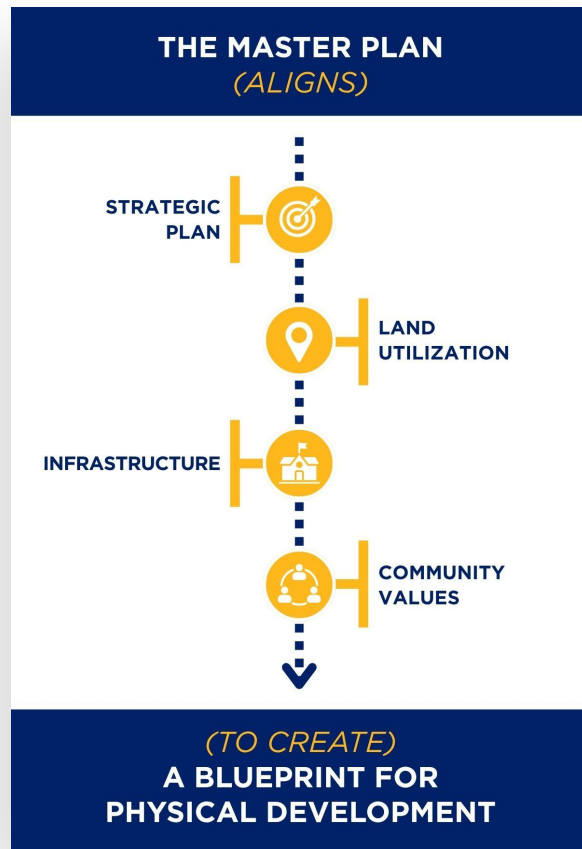 THE MASTER PLAN
(ALIGNS)
STRATEGIC
PLAN
LAND
UTILIZATION
INFRASTRUCTURE
COMMUNITY
VALUES
(TO CREATE)
A BLUEPRINT FOR
PHYSICAL DEVELOPMENT